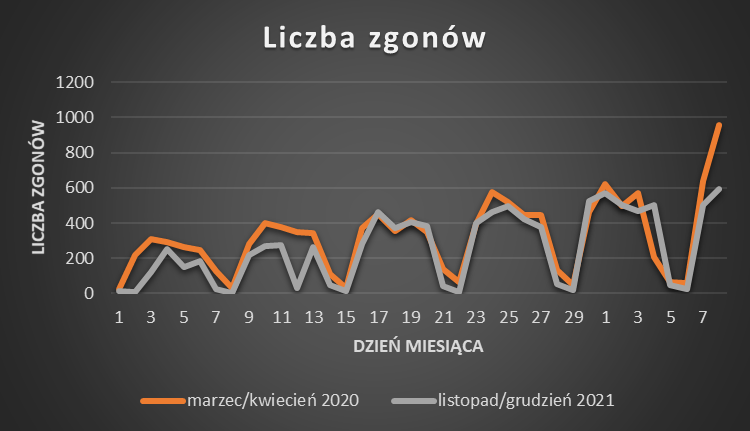 Liczba zgonów
LICZBA ZGONÓW
1200
1000
800
600
400
200
0
1 3 5 7 9 11 13 15 17 19 21 23 25 27 29 1 3 5 7
DZIEŃ MIESIĄCA
marzec/kwiecień 2020 listopad/grudzień 2021